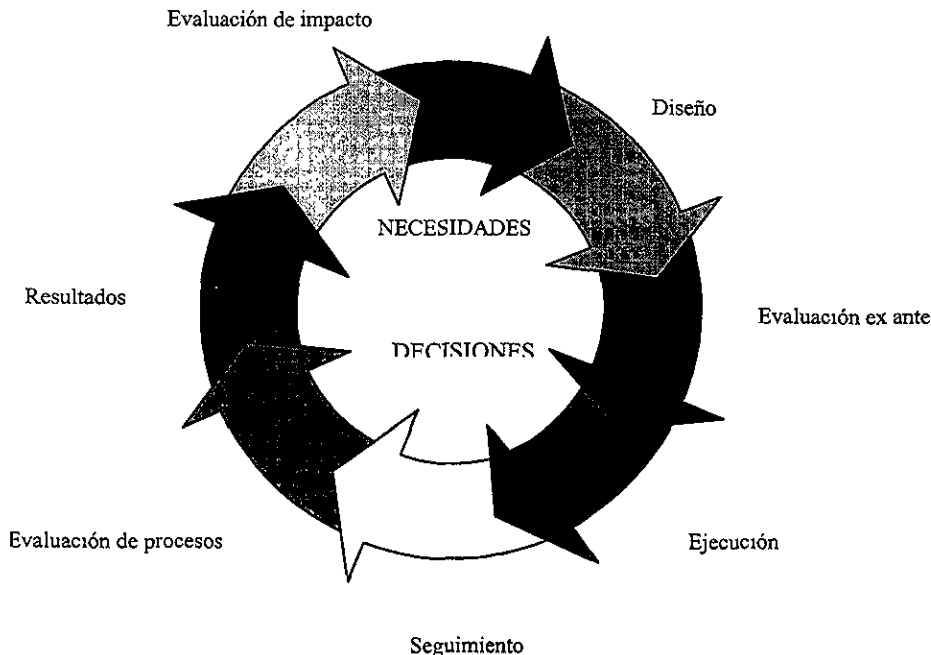 Evaluación de impacto
Diseño
NECESIDADES
Resultados
Evaluación ex ante
DECISIONES
Evaluación de procesos
Ejecución
Seguimiento